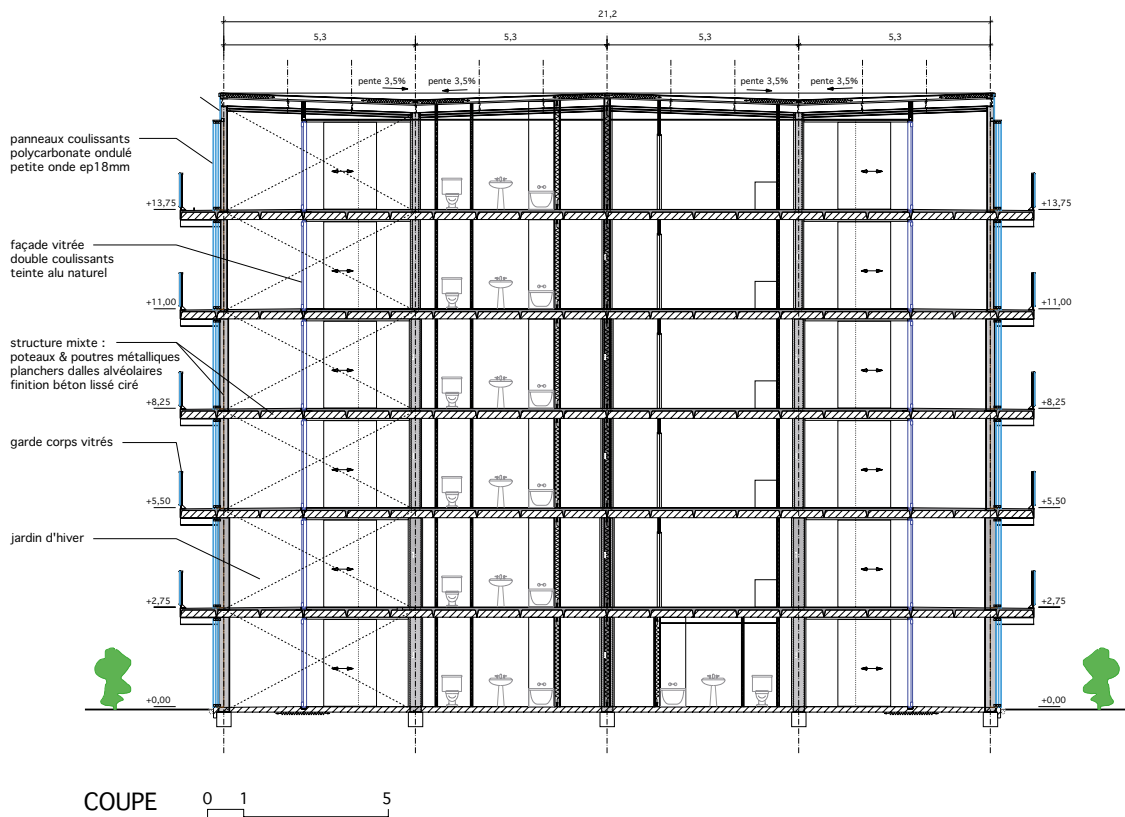 21,2
5,3 5,3 5,3 5,3
pente 3,5% pente 3,5% pente 3,5% pente 3,5%
panneaux coulissants
polycarbonate ondulé
petite onde ep18mm
+13,75 +13,75
façade vitrée
double coulissants
teinte alu naturel
+11,00 +11,00
structure mixte :
poteaux & poutres métalliques
planchers dalles alvéolaires
finition béton lissé ciré
+8,25 +8,25
garde corps vitrés
+5,50 +5,50
jardin d'hiver
+2,75 +2,75
+0,00 +0,00
COUPE 0 1 5